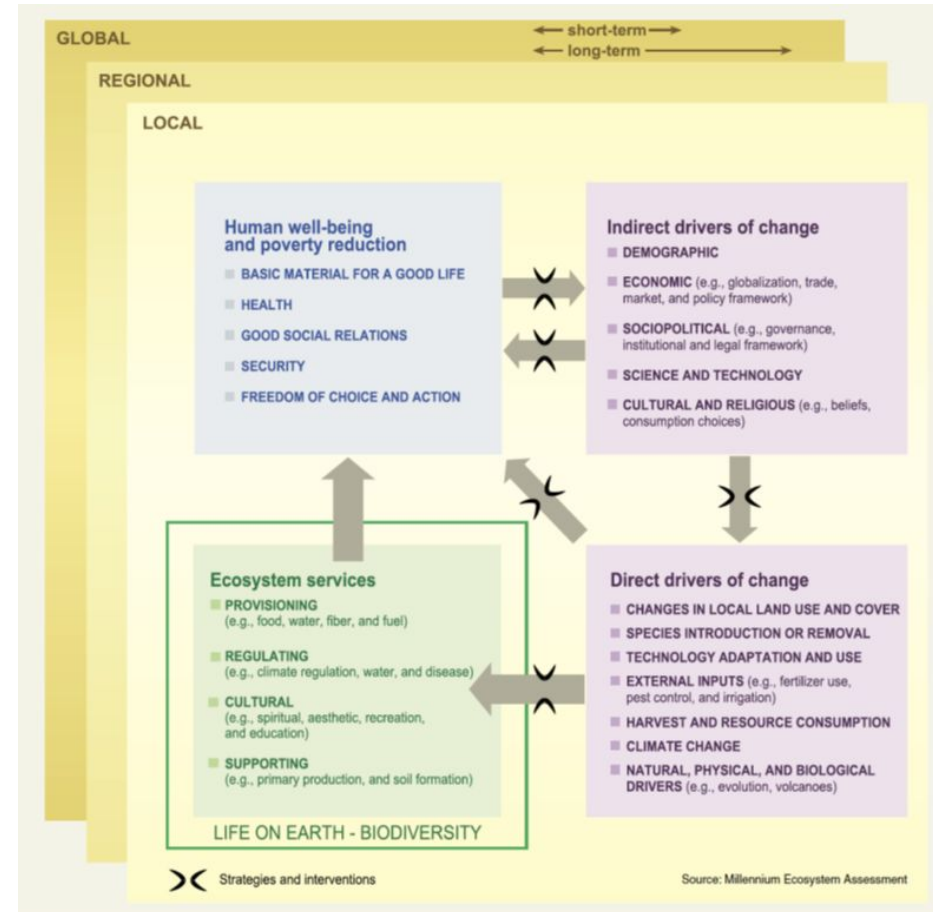 GLOBAL
short-term
long-term
REGIONAL
LOCAL
Human well-being
and poverty reduction
BASIC MATERIAL FOR A GOOD LIFE
HEALTH
GOOD SOCIAL RELATIONS
SECURITY
FREEDOM OF CHOICE AND ACTION
Indirect drivers of change
DEMOGRAPHIC
ECONOMIC (e.g., globalization, trade,
market, and policy framework)
SOCIOPOLITICAL (e.g., governance,
institutional and legal framework)
SCIENCE AND TECHNOLOGY
CULTURAL AND RELIGIOUS (e.g., beliefs,
consumption choices)
Ecosystem services
PROVISIONING
(e.g., food, water, fiber, and fuel)
REGULATING
(e.g., climate regulation, water, and disease)
CULTURAL
(e.g., spiritual, aesthetic, recreation,
and education)
SUPPORTING
(e.g., primary production, and soil formation)
LIFE ON EARTH - BIODIVERSITY
Direct drivers of change
CHANGES IN LOCAL LAND USE AND COVER
SPECIES INTRODUCTION OR REMOVAL
TECHNOLOGY ADAPTATION AND USE
EXTERNAL INPUTS (e.g., fertilizer use,
pest control, and irrigation)
HARVEST AND RESOURCE CONSUMPTION
CLIMATE CHANGE
NATURAL, PHYSICAL, AND BIOLOGICAL
DRIVERS (e.g., evolution, volcanoes)
Strategies and interventions
Source: Millennium Ecosystem Assessment